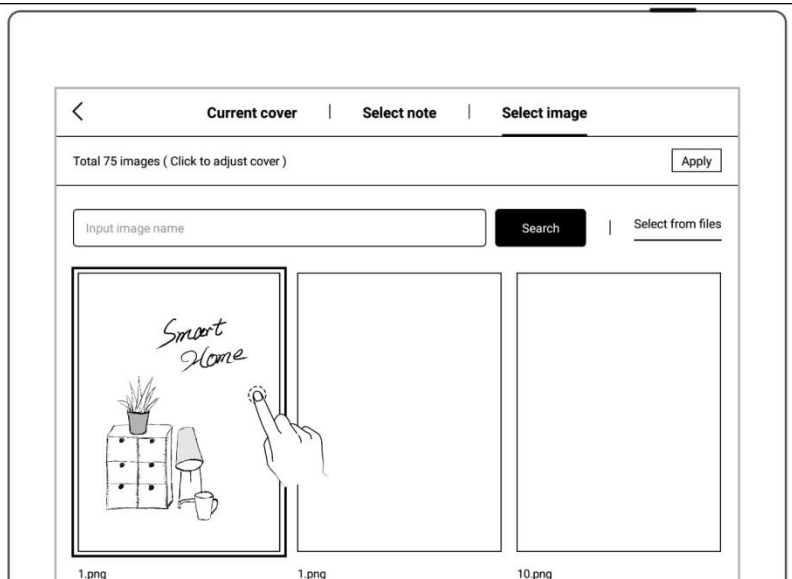 Current cover | Select note | Select image
Total 75 images ( Click to adjust cover ) Apply
Input image name Search | Select from files
Smart
Home
1.png 1.png 10.png